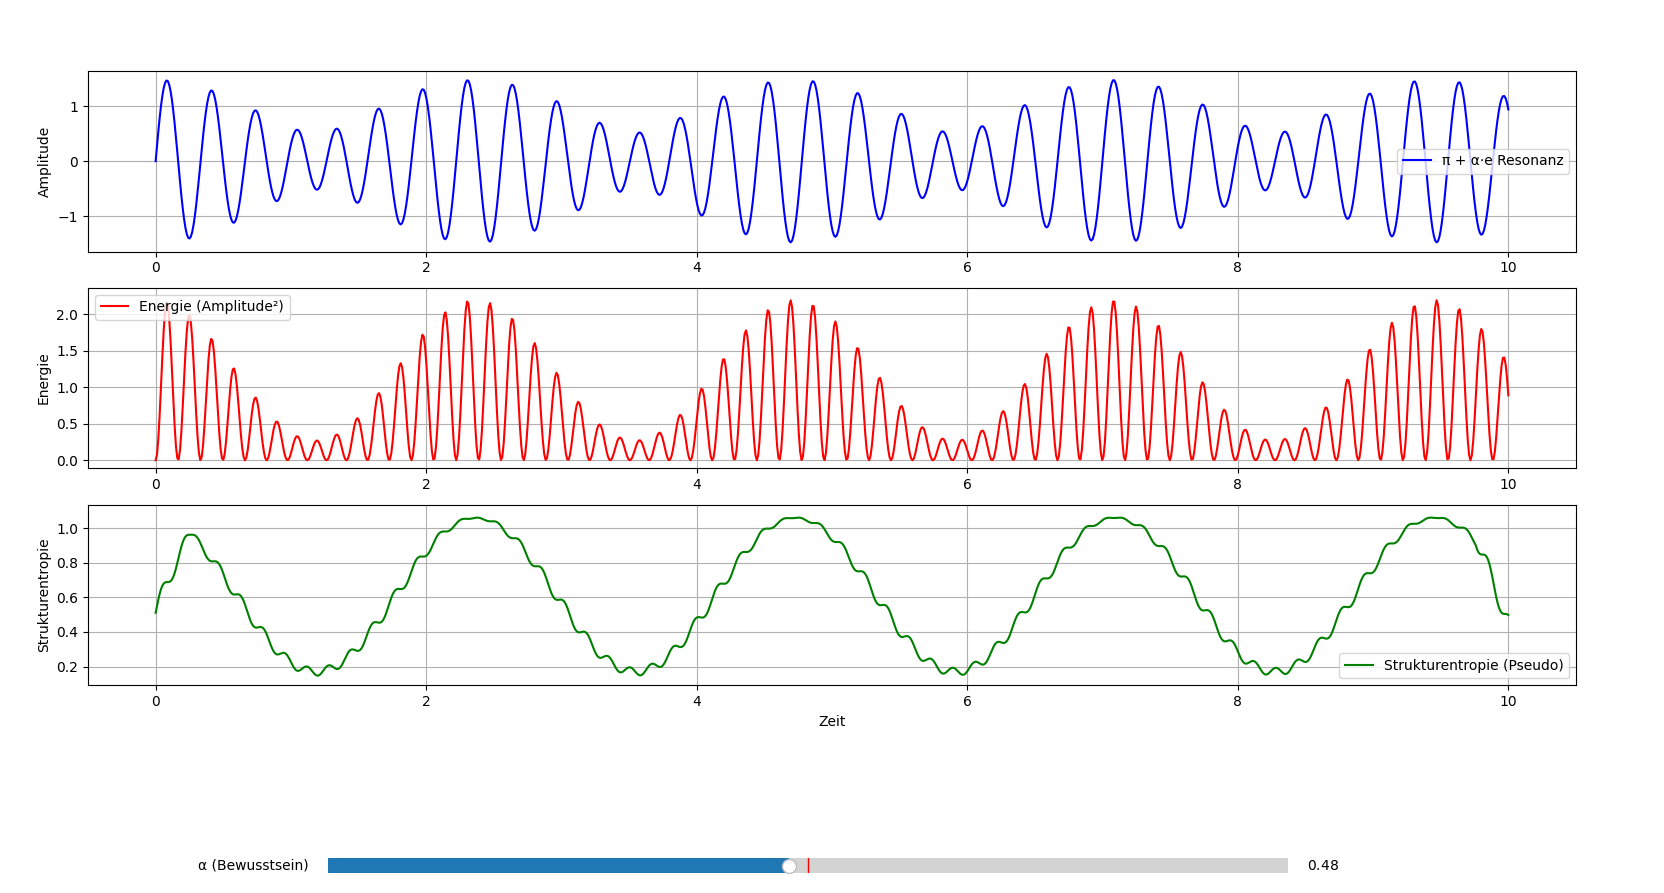 Amplitude
1
0
−1
π + α·e Resonanz
0 2 4 6 8 10
Energie
2.0
1.5
1.0
0.5
0.0
Energie (Amplitude²)
0 2 4 6 8 10
Strukturentropie
1.0
0.8
0.6
0.4
0.2
Strukturentropie (Pseudo)
0 2 4 6 8 10
Zeit
α (Bewusstsein) 0.48